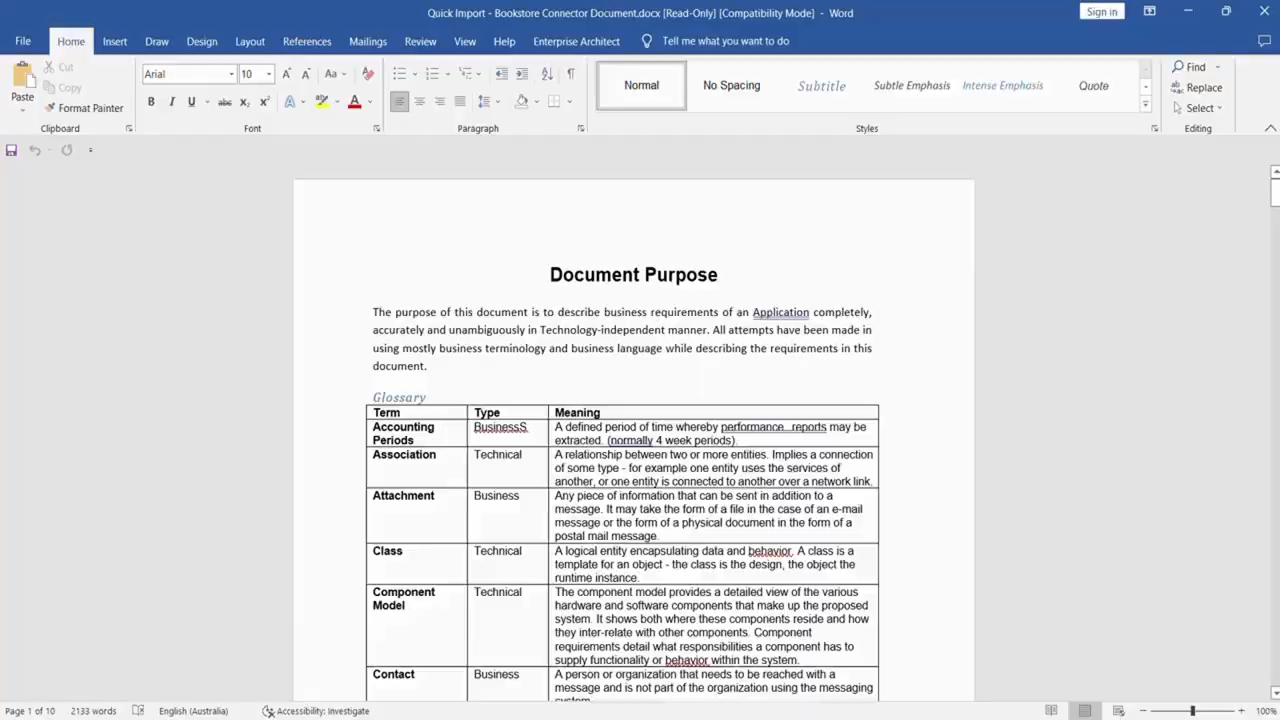 Quick Import - Bookstore Connector Document.docx [Read-Only] [Compatibility Mode] - Word
Sign in
File Home Insert Draw Design Layout References Mailings Review View Help Enterprise Architect Tell me what you want to do
Paste
Cut
Copy
Format Painter
Clipboard
Arial 10
Font
Paragraph
Normal No Spacing Subtitle Subtle Emphasis Intense Emphasis Quote
Styles
Find
Replace
Select
Editing
Document Purpose
The purpose of this document is to describe business requirements of an Application completely,
accurately and unambiguously in Technology-independent manner. All attempts have been made in
using mostly business terminology and business language while describing the requirements in this
document.
Glossary
Term Type Meaning
Accounting Periods BusinessS A defined period of time whereby performance reports may be
extracted. (normally 4 week periods).
Association Technical A relationship between two or more entities. Implies a connection
of some type - for example one entity uses the services of
another, or one entity is connected to another over a network link.
Attachment Business Any piece of information that can be sent in addition to a
message. It may take the form of a file in the case of an e-mail
message or the form of a physical document in the form of a
postal mail message.
Class Technical A logical entity encapsulating data and behavior. A class is a
template for an object - the class is the design, the object the
runtime instance.
Component Model Technical The component model provides a detailed view of the various
hardware and software components that make up the proposed
system. It shows both where these components reside and how
they inter-relate with other components. Component
requirements detail what responsibilities a component has to
supply functionality or behavior within the system.
Contact Business A person or organization that needs to be reached with a
message and is not part of the organization using the messaging
system.
Page 1 of 10 2133 words English (Australia) Accessibility: Investigate 100%